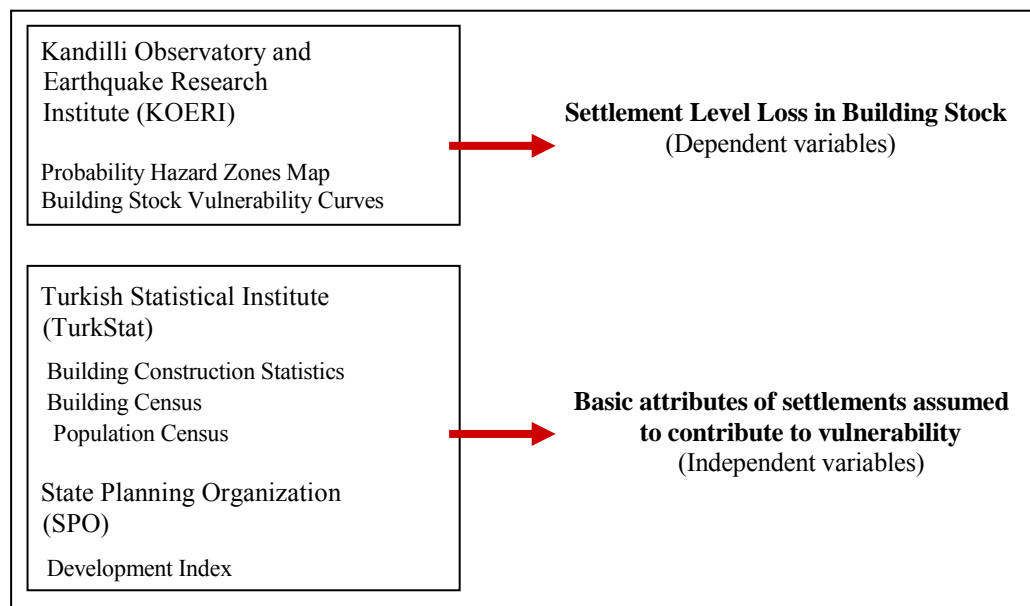 Kandilli Observatory and
Earthquake Research
Institute (KOERI)
Probability Hazard Zones Map
Building Stock Vulnerability Curves
Settlement Level Loss in Building Stock
(Dependent variables)
Turkish Statistical Institute
(TurkStat)
Building Construction Statistics
Building Census
Population Census
State Planning Organization
(SPO)
Development Index
Basic attributes of settlements assumed
to contribute to vulnerability
(Independent variables)